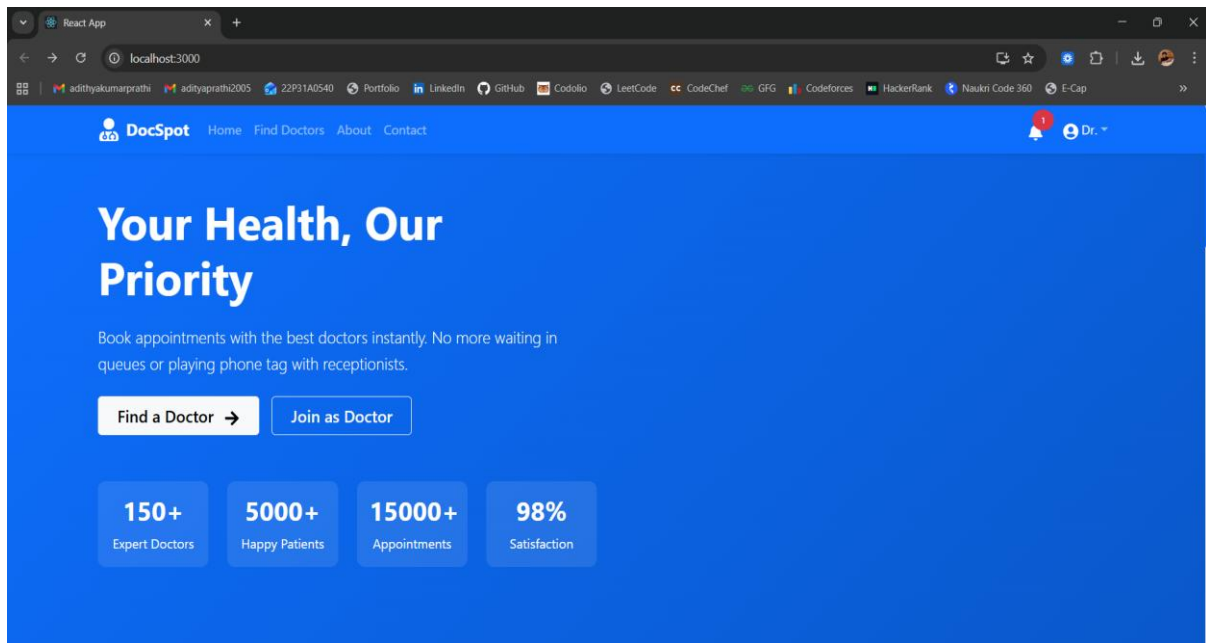 React App
localhost:3000
adithyakumarprathi adityaprathi2005 22P31A0540 Portfolio LinkedIn GitHub Codolio LeetCode CodeChef GFG Codeforces HackerRank Naukri Code 360 E-Cap
DocSpot Home Find Doctors About Contact 1 Dr.
Your Health, Our
Priority
Book appointments with the best doctors instantly. No more waiting in
queues or playing phone tag with receptionists.
Find a Doctor → Join as Doctor
150+ 5000+ 15000+ 98%
Expert Doctors Happy Patients Appointments Satisfaction